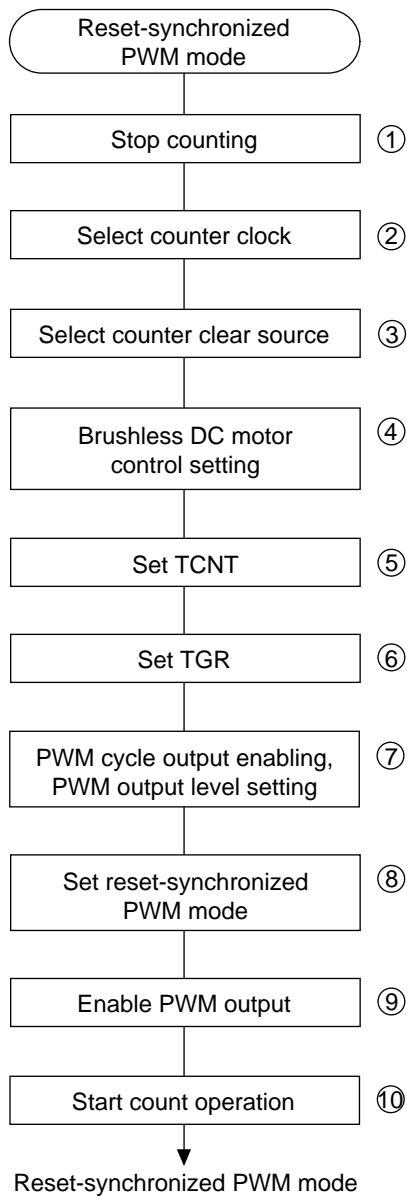 Reset-synchronized
PWM mode
Stop counting
①
Select counter clock
②
Select counter clear source
③
Brushless DC motor
control setting
④
Set TCNT
⑤
Set TGR
⑥
PWM cycle output enabling,
PWM output level setting
⑦
Set reset-synchronized
PWM mode
⑧
Enable PWM output
⑨
Start count operation
⑩
Reset-synchronized PWM mode